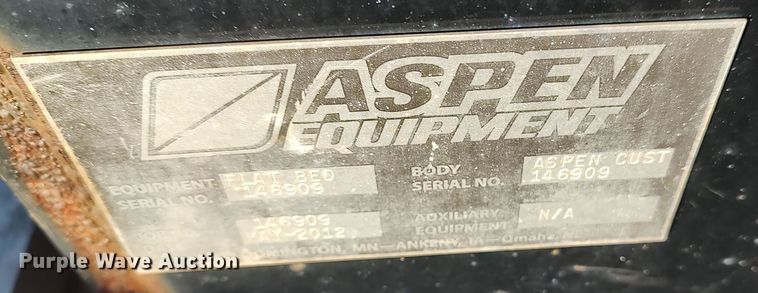 ASPEN
EQUIPMENT
FLAT BED
EQUIPMENT
SERIAL NO. 146909
ASPEN CUST
BODY
SERIAL NO. 146909
146909
-2012
AUXILIARY
EQUIPMENT N/A
MN—ANKENY, IA—Omaha,
Purple Wave Auction